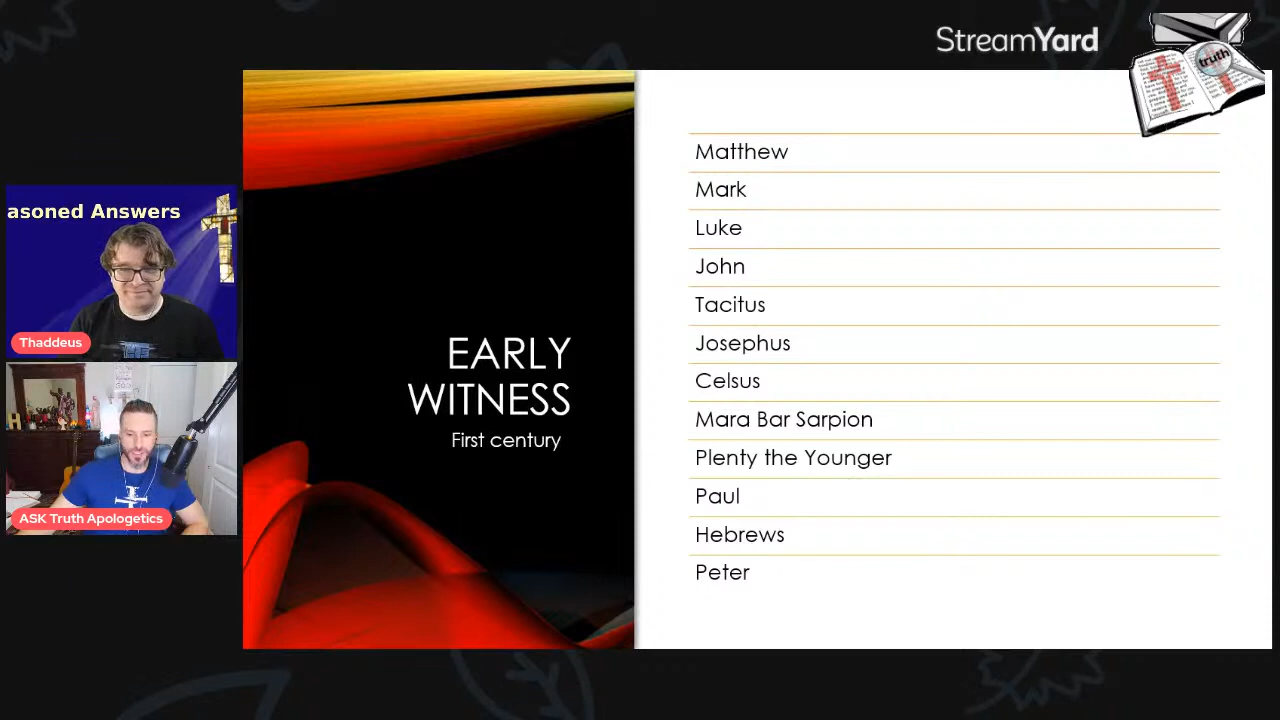 StreamYard
truth
asoned Answers
Thaddeus
ASK Truth Apologetics
EARLY
WITNESS
First century
Matthew
Mark
Luke
John
Tacitus
Josephus
Celsus
Mara Bar Sarpion
Plenty the Younger
Paul
Hebrews
Peter